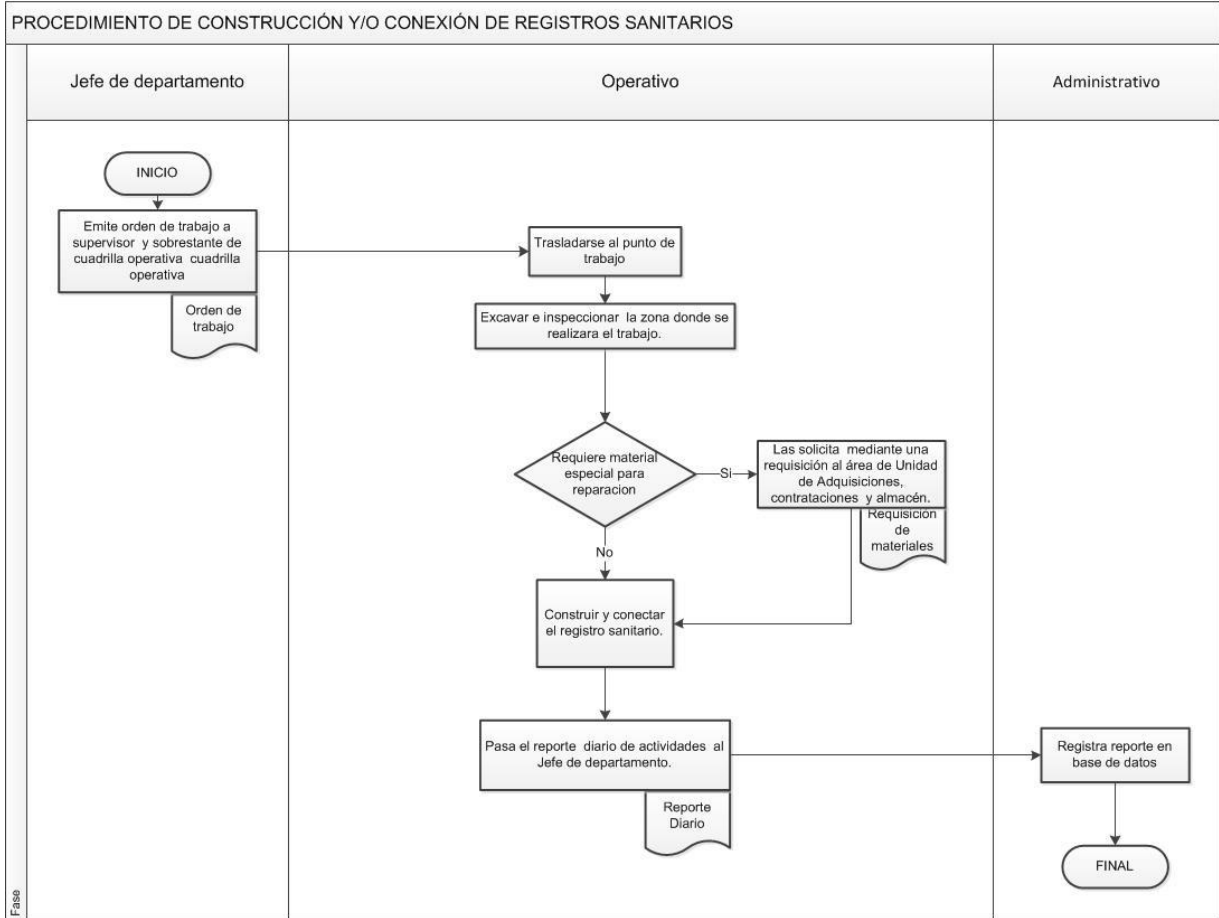 PROCEDIMIENTO DE CONSTRUCCIÓN Y/O CONEXIÓN DE REGISTROS SANITARIOS
Jefe de departamento
Operativo
Administrativo
INICIO
Emite orden de trabajo a
supervisor y sobrestante de
cuadrilla operativa cuadrilla
operativa
Orden de
trabajo
Trasladarse al punto de
trabajo
Excavar e inspeccionar la zona donde se
realizara el trabajo.
Requiere material
especial para
reparacion
Si
Las solicita mediante una
requisición al área de Unidad
de Adquisiciones,
contrataciones y almacén.
Requisición
de
materiales
No
Construir y conectar
el registro sanitario.
Pasa el reporte diario de actividades al
Jefe de departamento.
Reporte
Diario
Registra reporte en
base de datos
FINAL
Fase